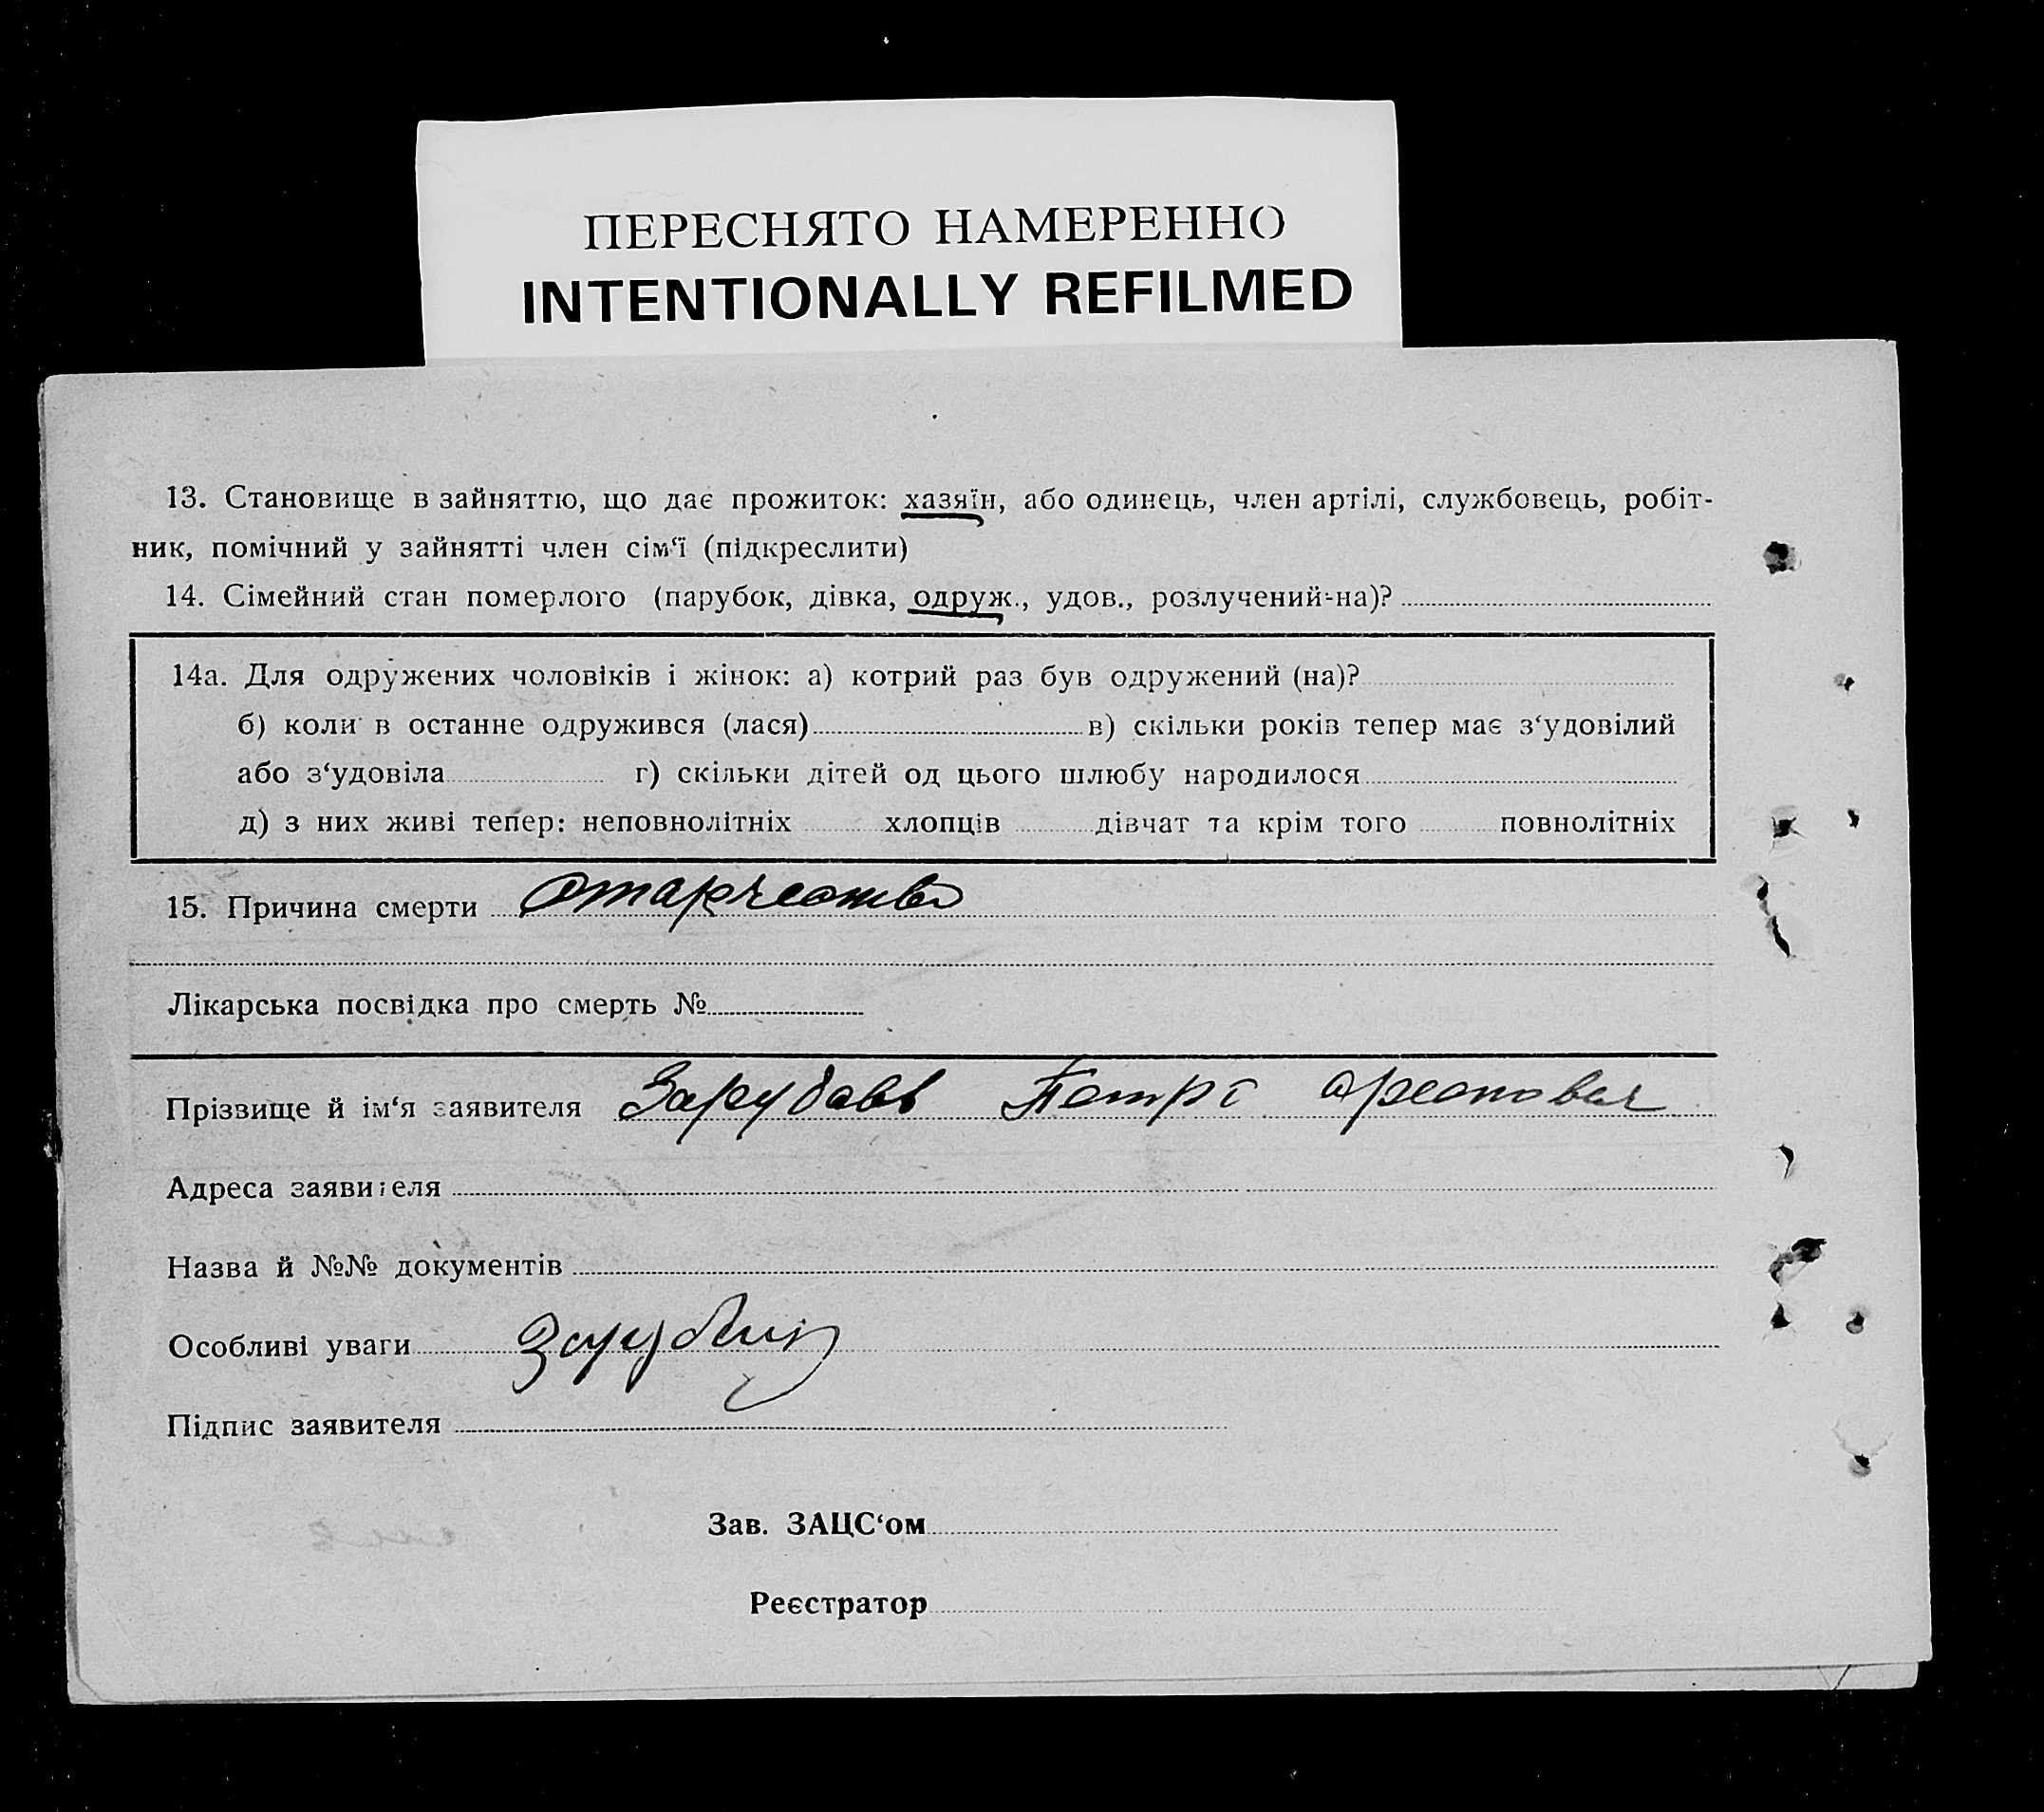 ПЕРЕСНЯТО НАМЕРЕННО
INTENTIONALLY REFILMED
13. Становище в зайняттю, що дає прожиток: хазяїн, або одинець, член артілі, службовець, робіт-
ник, помічний у зайнятті член сім‘ї (підкреслити)
14. Сімейний стан померлого (парубок, дівка, одруж., удов., розлучений-на)?
14а. Для одружених чоловіків і жінок: а) котрий раз був одружений (на)?
б) коли в останне одружився (лася) в) скільки років тепер має з‘удовілий
або з‘удовіла г) скільки дітей од цього шлюбу народилося
д) з них живі тепер: неповнолітніх хлопців дівчат та крім того повнолітніх
15. Причина смерти
Лікарська посвідка про смерть №
Прізвище й ім‘я заявителя
Адреса заявителя
Назва й №№ документів
Особливі уваги
Підпис заявителя
Зав. ЗАЦС‘ом
Реєстратор